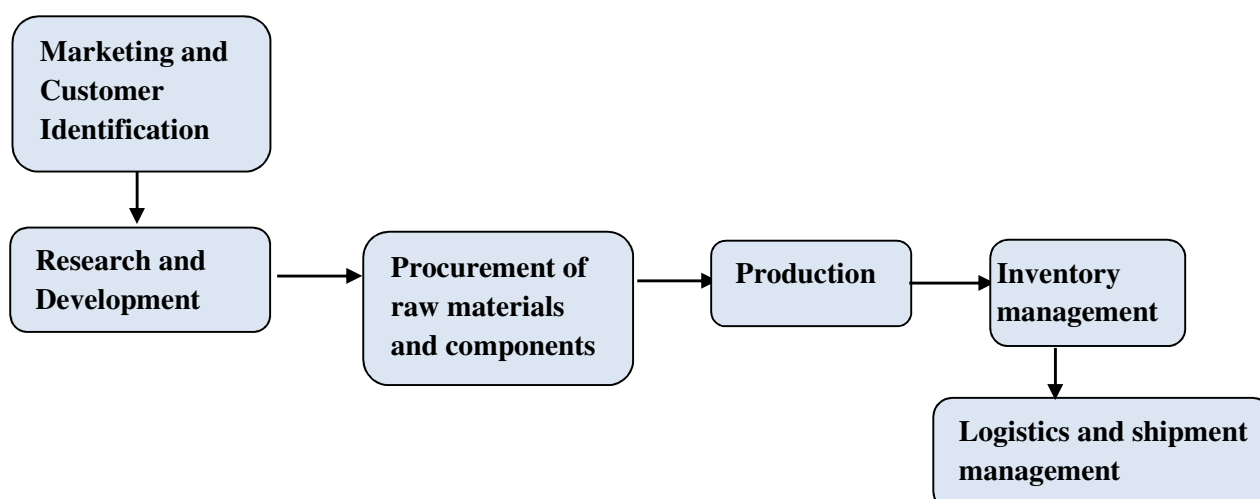 Marketing and
Customer
Identification
Research and
Development
Procurement of
raw materials
and components
Production
Inventory
management
Logistics and shipment
management